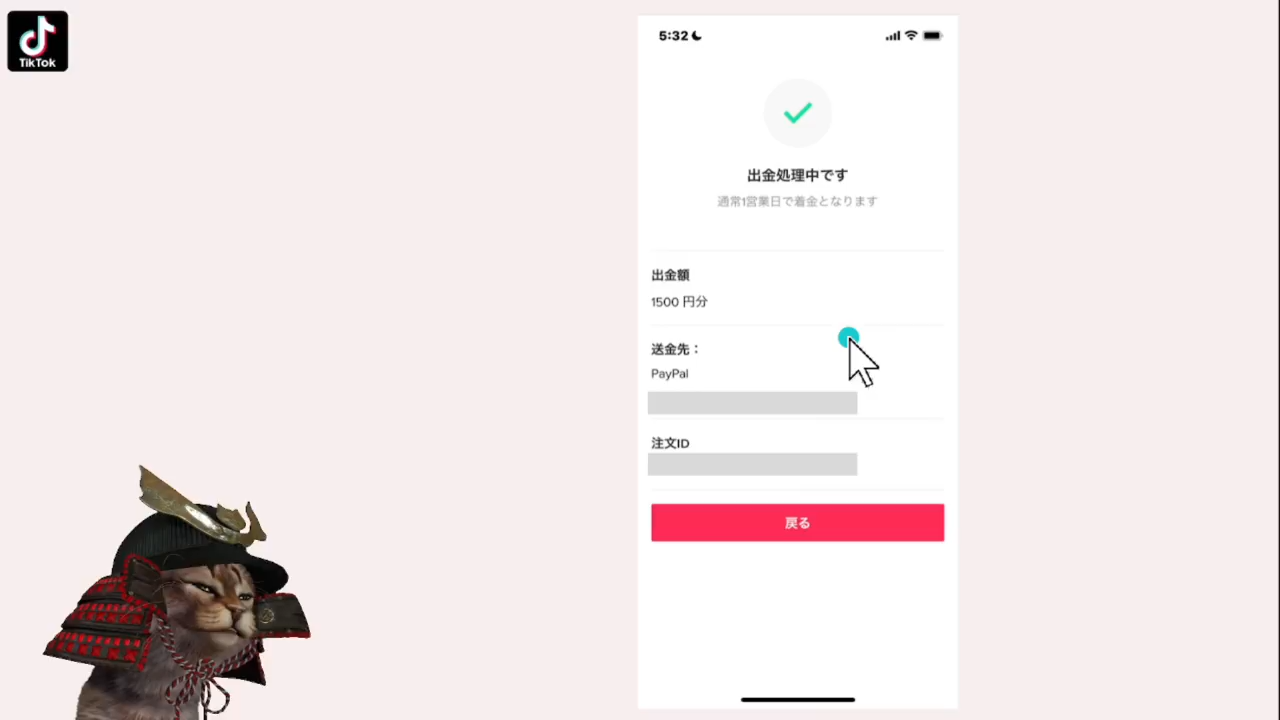 TikTok
5:32
出金処理中です
通常1営業日で着金となります
出金額
1500 円分
送金先：
PayPal
注文ID
戻る